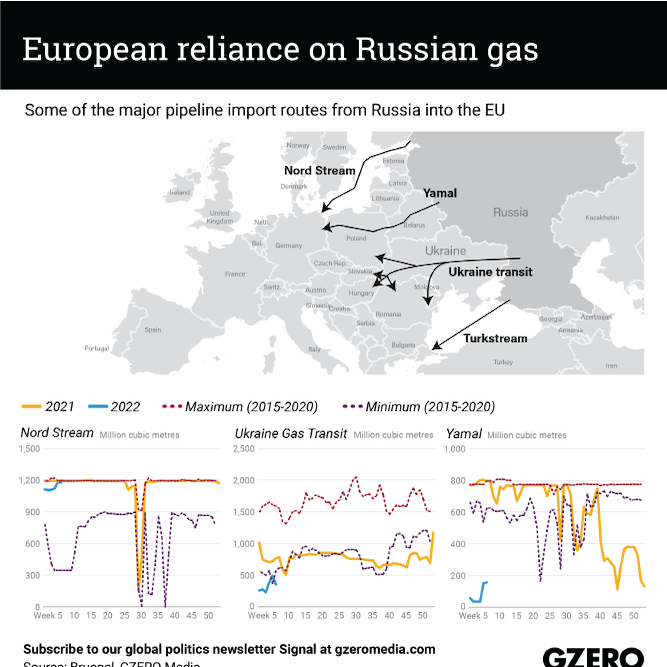 European reliance on Russian gas
Some of the major pipeline import routes from Russia into the EU
Norway
Sweden
Estonia
Nord Stream
Latvia
Denmark
Lithuania
Yamal
Ireland
United
Kingdom
Russia
Kazakhstan
Neth.
Belarus
Bel.
Germany
Poland
Ukraine
Czech Rep.
Slovakia
Ukraine transit
France
Switz.
Austria
Hungary
Moldova
Slovenia
Croatia
Romania
Serbia
Georgia
Azerbaijan
Armenia
Spain
Portugal
Italy
Bulgaria
Turkstream
Turkey
Iran
2021 2022 Maximum (2015-2020) Minimum (2015-2020)
Nord Stream Million cubic metres
1,500
1,200
900
600
300
0
Week 5 10 15 20 25 30 35 40 45 50
Ukraine Gas Transit Million cubic metres
2,500
2,000
1,500
1,000
500
0
Week 5 10 15 20 25 30 35 40 45 50
Yamal Million cubic metres
1,000
800
600
400
200
0
Week 5 10 15 20 25 30 35 40 45 50
Subscribe to our global politics newsletter Signal at gzeromedia.com
Source: Bruegel, GZERO Media
GZERO